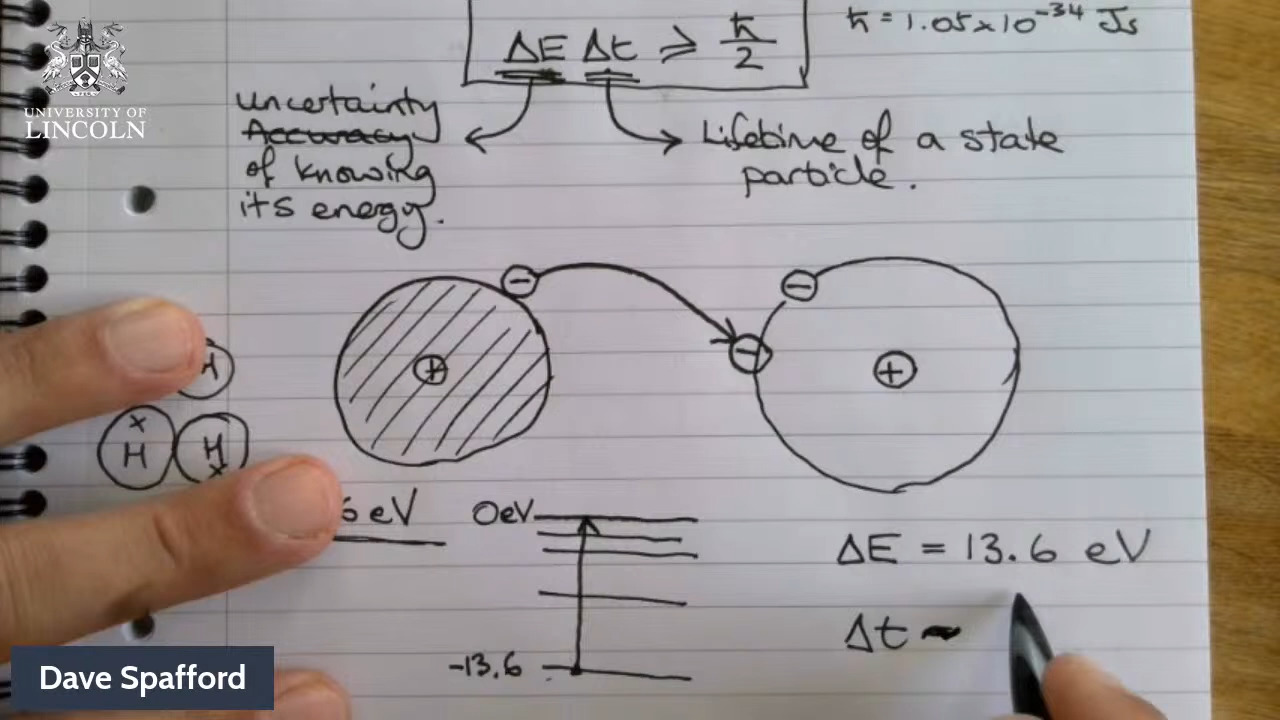 UNIVERSITY OF
LINCOLN
ΔE Δt ⩾ ℏ/2
ℏ = 1.05×10⁻³⁴ Js
uncertainty
Accuracy
of knowing
its energy.
Lifetime of a state
particle.
−
+
−
−
+
H
x
H
H
x
6 eV
0eV
-13.6
ΔE = 13.6 eV
Δt ~
Dave Spafford